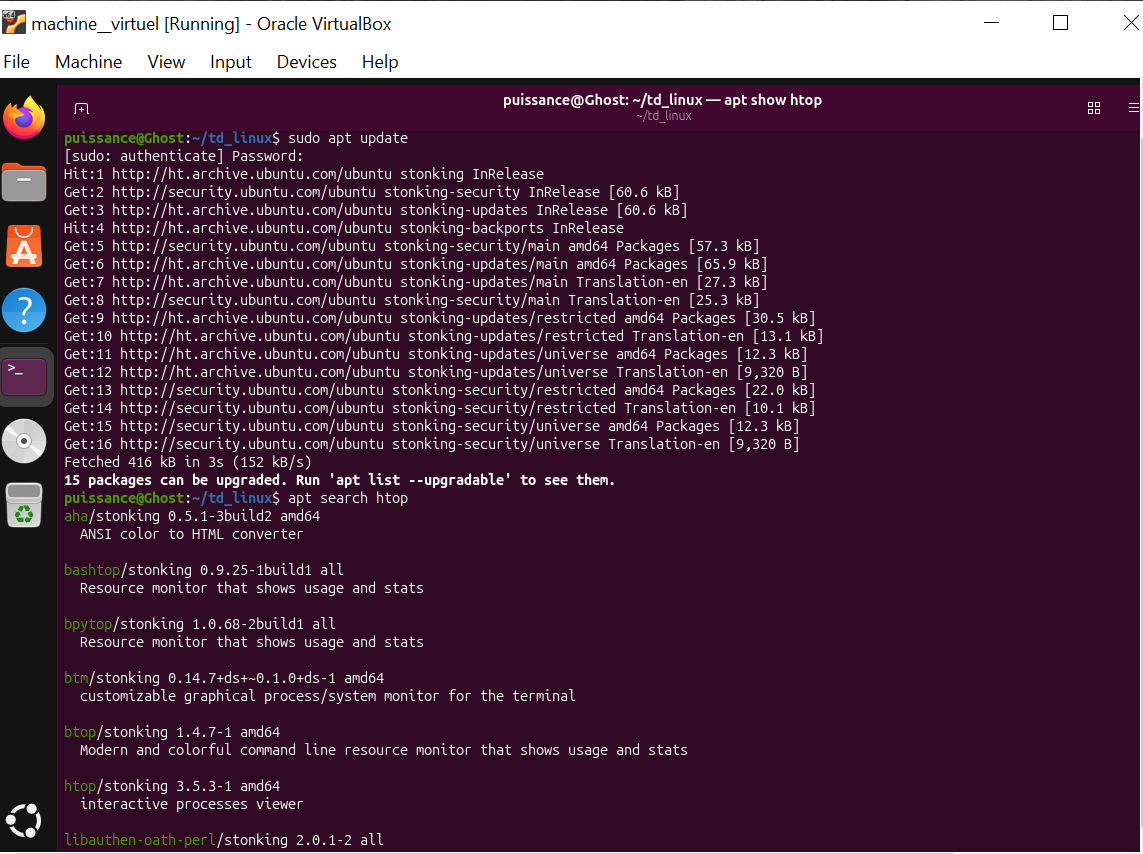 machine__virtuel [Running] - Oracle VirtualBox
File Machine View Input Devices Help
puissance@Ghost: ~/td_linux — apt show htop
~/td_linux
puissance@Ghost:~/td_linux$ sudo apt update
[sudo: authenticate] Password:
Hit:1 http://ht.archive.ubuntu.com/ubuntu stonking InRelease
Get:2 http://security.ubuntu.com/ubuntu stonking-security InRelease [60.6 kB]
Get:3 http://ht.archive.ubuntu.com/ubuntu stonking-updates InRelease [60.6 kB]
Hit:4 http://ht.archive.ubuntu.com/ubuntu stonking-backports InRelease
Get:5 http://security.ubuntu.com/ubuntu stonking-security/main amd64 Packages [57.3 kB]
Get:6 http://ht.archive.ubuntu.com/ubuntu stonking-updates/main amd64 Packages [65.9 kB]
Get:7 http://ht.archive.ubuntu.com/ubuntu stonking-updates/main Translation-en [27.3 kB]
Get:8 http://security.ubuntu.com/ubuntu stonking-security/main Translation-en [25.3 kB]
Get:9 http://ht.archive.ubuntu.com/ubuntu stonking-updates/restricted amd64 Packages [30.5 kB]
Get:10 http://ht.archive.ubuntu.com/ubuntu stonking-updates/restricted Translation-en [13.1 kB]
Get:11 http://ht.archive.ubuntu.com/ubuntu stonking-updates/universe amd64 Packages [12.3 kB]
Get:12 http://ht.archive.ubuntu.com/ubuntu stonking-updates/universe Translation-en [9,320 B]
Get:13 http://security.ubuntu.com/ubuntu stonking-security/restricted amd64 Packages [22.0 kB]
Get:14 http://security.ubuntu.com/ubuntu stonking-security/restricted Translation-en [10.1 kB]
Get:15 http://security.ubuntu.com/ubuntu stonking-security/universe amd64 Packages [12.3 kB]
Get:16 http://security.ubuntu.com/ubuntu stonking-security/universe Translation-en [9,320 B]
Fetched 416 kB in 3s (152 kB/s)
15 packages can be upgraded. Run 'apt list --upgradable' to see them.
puissance@Ghost:~/td_linux$ apt search htop
aha/stonking 0.5.1-3build2 amd64
ANSI color to HTML converter
bashtop/stonking 0.9.25-1build1 all
Resource monitor that shows usage and stats
bpytop/stonking 1.0.68-2build1 all
Resource monitor that shows usage and stats
btm/stonking 0.14.7+ds+~0.1.0+ds-1 amd64
customizable graphical process/system monitor for the terminal
btop/stonking 1.4.7-1 amd64
Modern and colorful command line resource monitor that shows usage and stats
htop/stonking 3.5.3-1 amd64
interactive processes viewer
libauthen-oath-perl/stonking 2.0.1-2 all